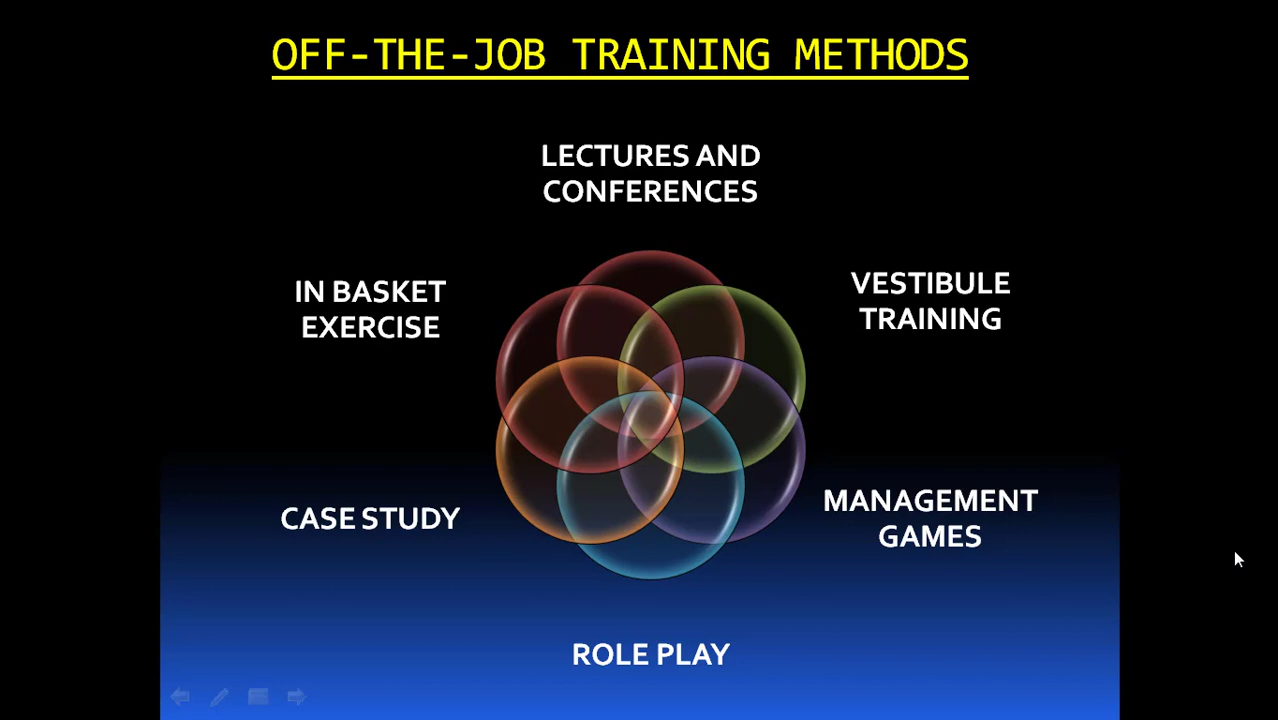 OFF-THE-JOB TRAINING METHODS
LECTURES AND
CONFERENCES
IN BASKET
EXERCISE
VESTIBULE
TRAINING
CASE STUDY
MANAGEMENT
GAMES
ROLE PLAY